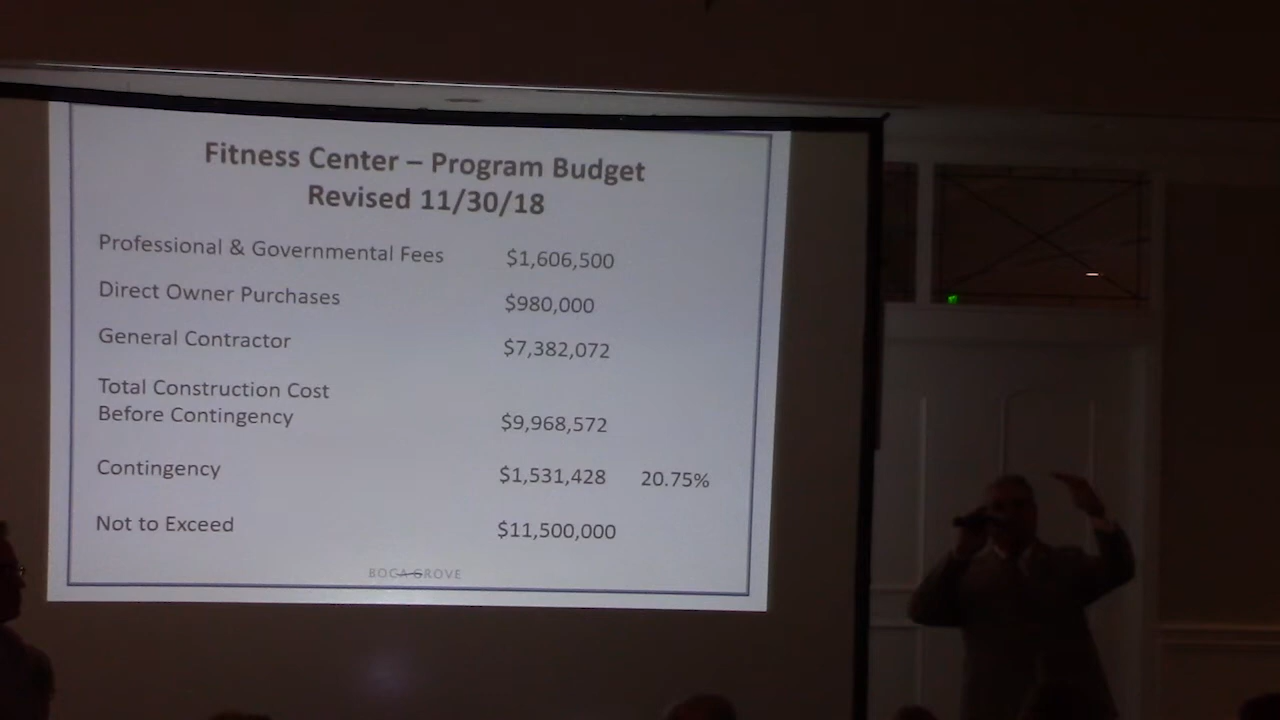 Fitness Center – Program Budget
Revised 11/30/18
Professional & Governmental Fees $1,606,500
Direct Owner Purchases $980,000
General Contractor $7,382,072
Total Construction Cost
Before Contingency $9,968,572
Contingency $1,531,428 20.75%
Not to Exceed $11,500,000
BOCA GROVE